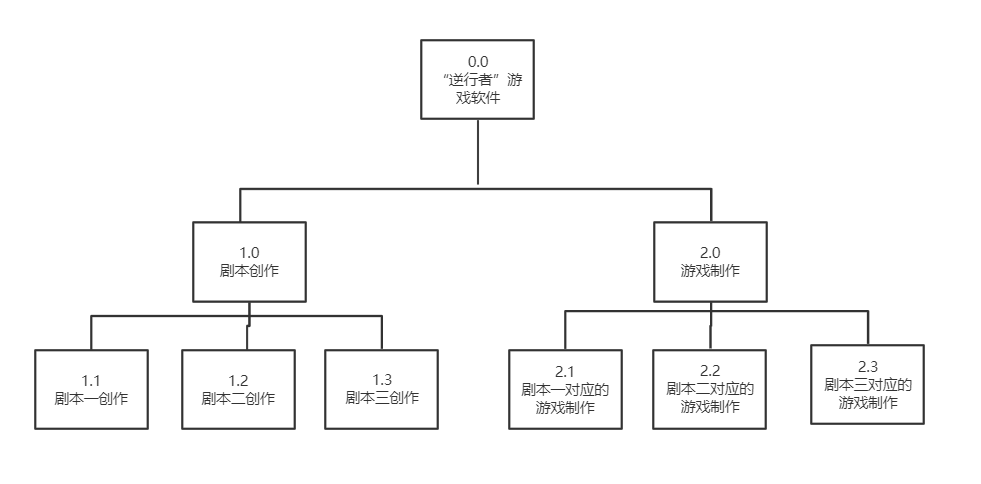 0.0
“逆行者”游
戏软件
1.0
剧本创作
2.0
游戏制作
1.1
剧本一创作
1.2
剧本二创作
1.3
剧本三创作
2.1
剧本一对应的
游戏制作
2.2
剧本二对应的
游戏制作
2.3
剧本三对应的
游戏制作